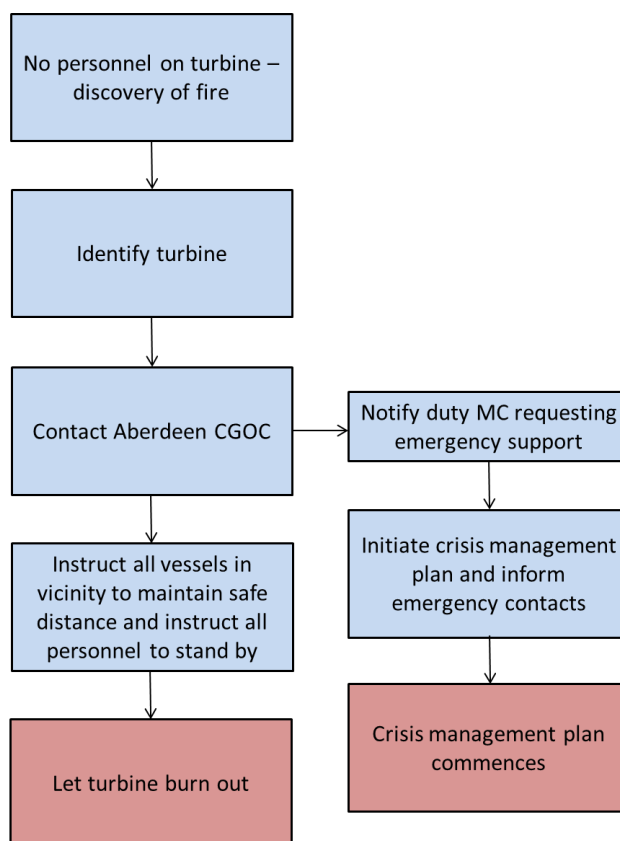 No personnel on turbine –
discovery of fire
Identify turbine
Contact Aberdeen CGOC
Notify duty MC requesting
emergency support
Instruct all vessels in
vicinity to maintain safe
distance and instruct all
personnel to stand by
Initiate crisis management
plan and inform
emergency contacts
Let turbine burn out
Crisis management plan
commences